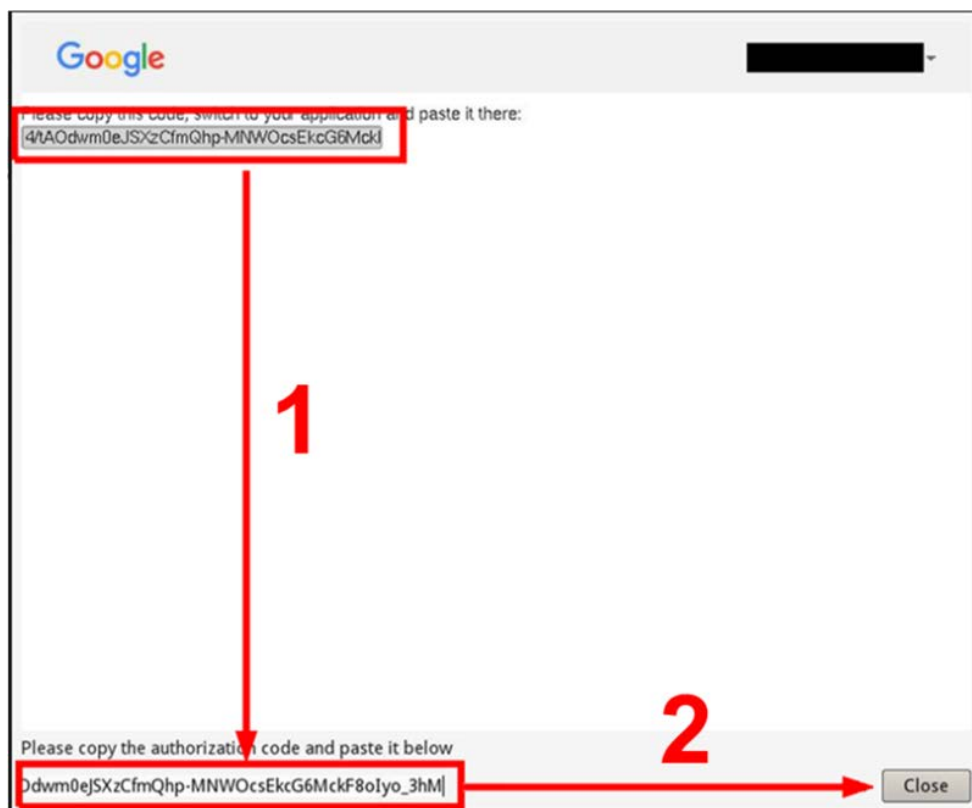 Google
Please copy this code, switch to your application and paste it there:
4/tAOdwm0eJSXzCfmQhp-MNWOcsEkcG6Mckl
1
2
Please copy the authorization code and paste it below
Odwm0eJSXzCfmQhp-MNWOcsEkcG6MckF8oIyo_3hM
Close